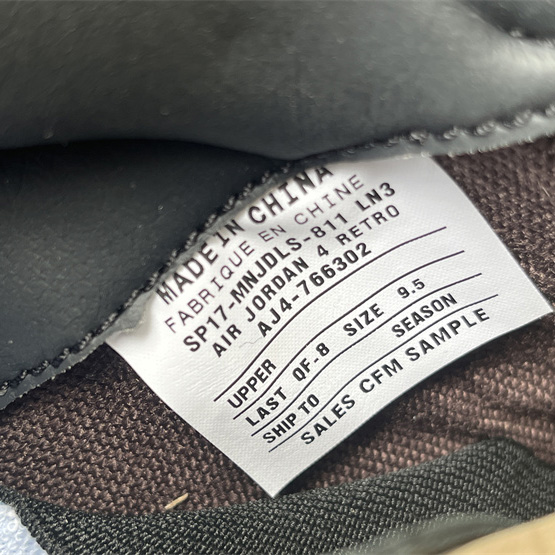 MADE IN CHINA
FABRIQUE EN CHINE
SP17-MNJDLS-811 LN3
AIR JORDAN 4 RETRO
AJ4-766302
UPPER
LAST QF-8 SIZE 9.5
SHIP TO SEASON
SALES CFM SAMPLE